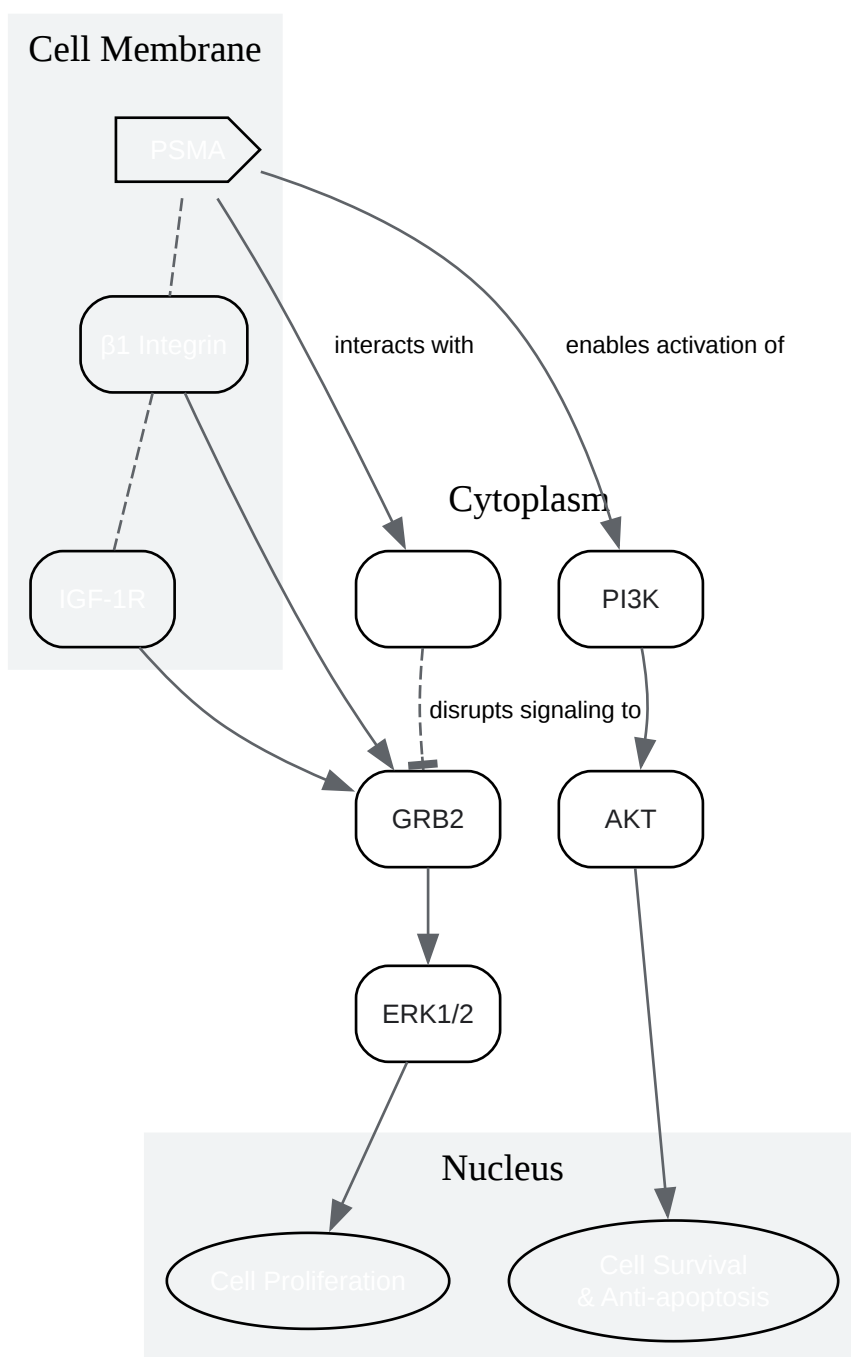 Cell Membrane
PSMA
β1 Integrin
interacts with
enables activation of
Cytoplasm
IGF-1R
PI3K
disrupts signaling to
GRB2
AKT
ERK1/2
Nucleus
Cell Proliferation
Cell Survival
& Anti-apoptosis